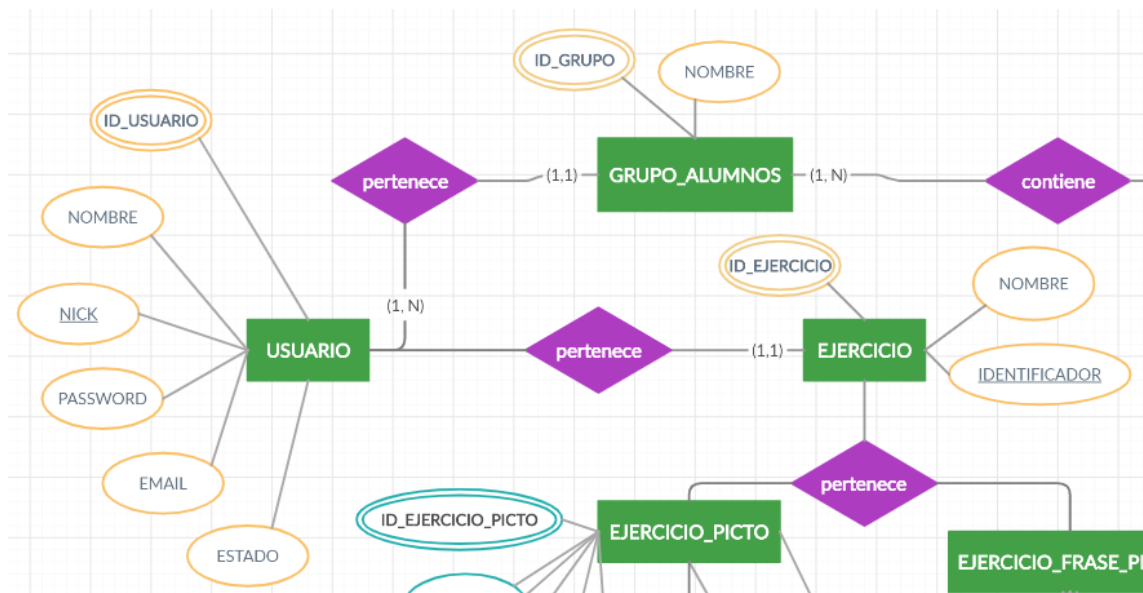 ID_GRUPO
NOMBRE
ID_USUARIO
pertenece
(1,1)
GRUPO_ALUMNOS
(1, N)
contiene
NOMBRE
ID_EJERCICIO
NOMBRE
NICK
(1, N)
USUARIO
pertenece
(1,1)
EJERCICIO
IDENTIFICADOR
PASSWORD
EMAIL
pertenece
ID_EJERCICIO_PICTO
EJERCICIO_PICTO
ESTADO
EJERCICIO_FRASE_PI